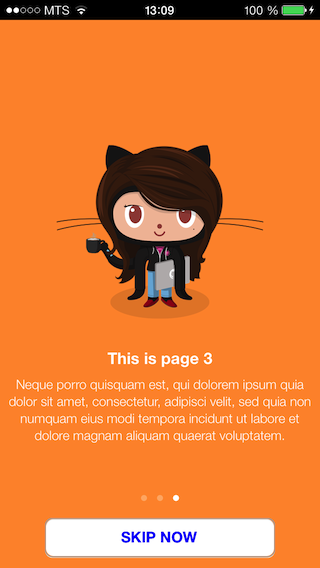 MTS 13:09 100 %
This is page 3
Neque porro quisquam est, qui dolorem ipsum quia
dolor sit amet, consectetur, adipisci velit, sed quia non
numquam eius modi tempora incidunt ut labore et
dolore magnam aliquam quaerat voluptatem.
SKIP NOW